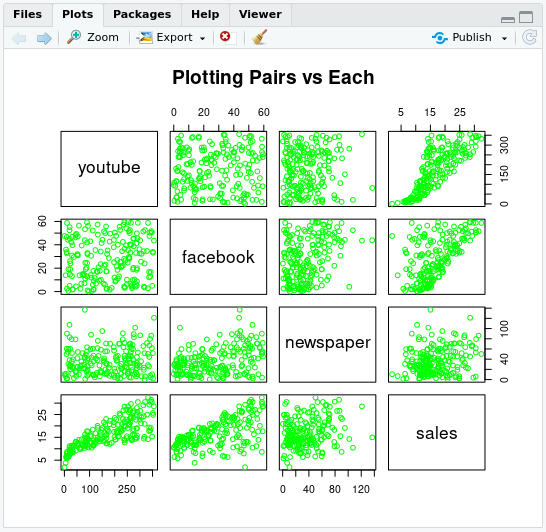 Files Plots Packages Help Viewer
Zoom Export Publish
Plotting Pairs vs Each
0 20 40 60 5 15 25
youtube 0 150 300
0 20 40 60 facebook
newspaper 0 40 100
5 15 25 sales
0 100 250 0 40 80 120